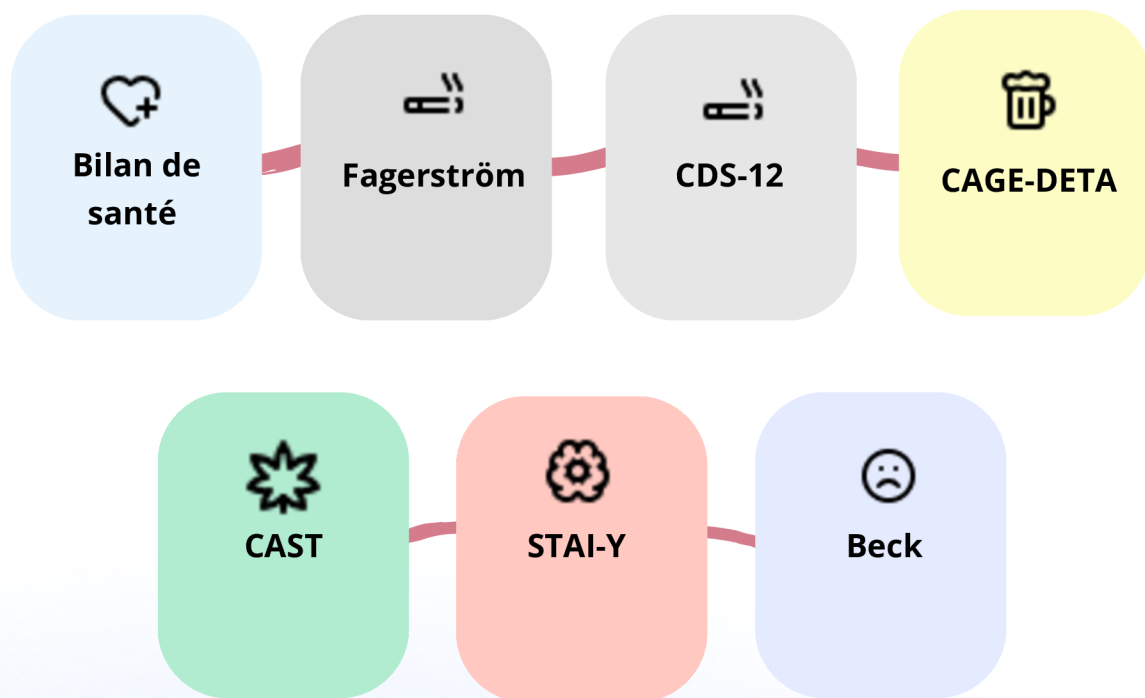 Bilan de
santé
Fagerström
CDS-12
CAGE-DETA
CAST
STAI-Y
Beck